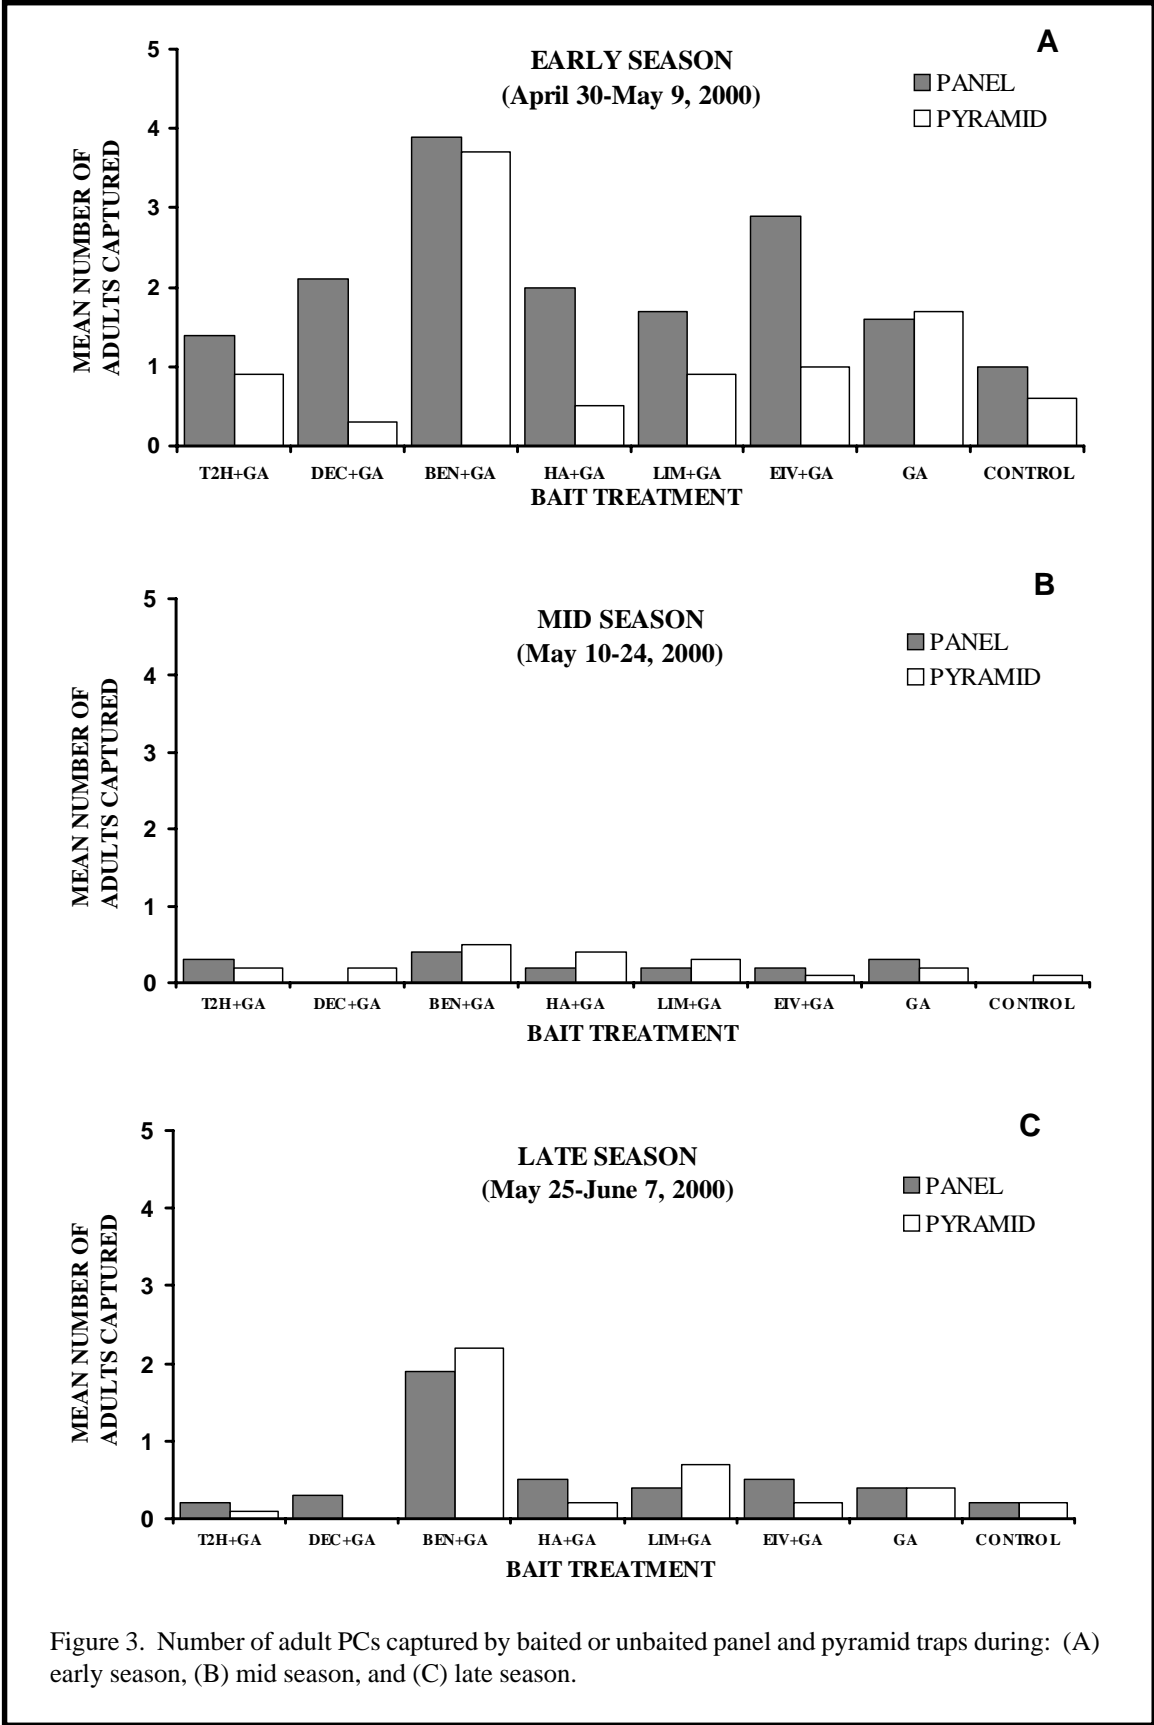 A
EARLY SEASON
(April 30-May 9, 2000)
PANEL
PYRAMID
MEAN NUMBER OF
ADULTS CAPTURED
5
4
3
2
1
0
T2H+GA DEC+GA BEN+GA HA+GA LIM+GA EIV+GA GA CONTROL
BAIT TREATMENT
B
MID SEASON
(May 10-24, 2000)
PANEL
PYRAMID
MEAN NUMBER OF
ADULTS CAPTURED
5
4
3
2
1
0
T2H+GA DEC+GA BEN+GA HA+GA LIM+GA EIV+GA GA CONTROL
BAIT TREATMENT
C
LATE SEASON
(May 25-June 7, 2000)
PANEL
PYRAMID
MEAN NUMBER OF
ADULTS CAPTURED
5
4
3
2
1
0
T2H+GA DEC+GA BEN+GA HA+GA LIM+GA EIV+GA GA CONTROL
BAIT TREATMENT
Figure 3. Number of adult PCs captured by baited or unbaited panel and pyramid traps during: (A)
early season, (B) mid season, and (C) late season.